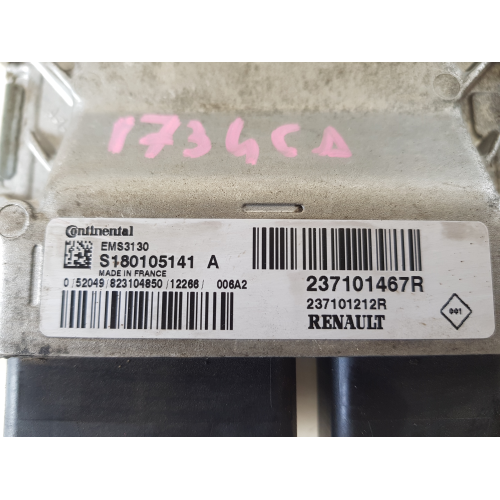 1734CA
Continental
EMS3130
S180105141 A
MADE IN FRANCE
0/52049/823104850/12266/ 006A2
237101467R
237101212R
RENAULT
001